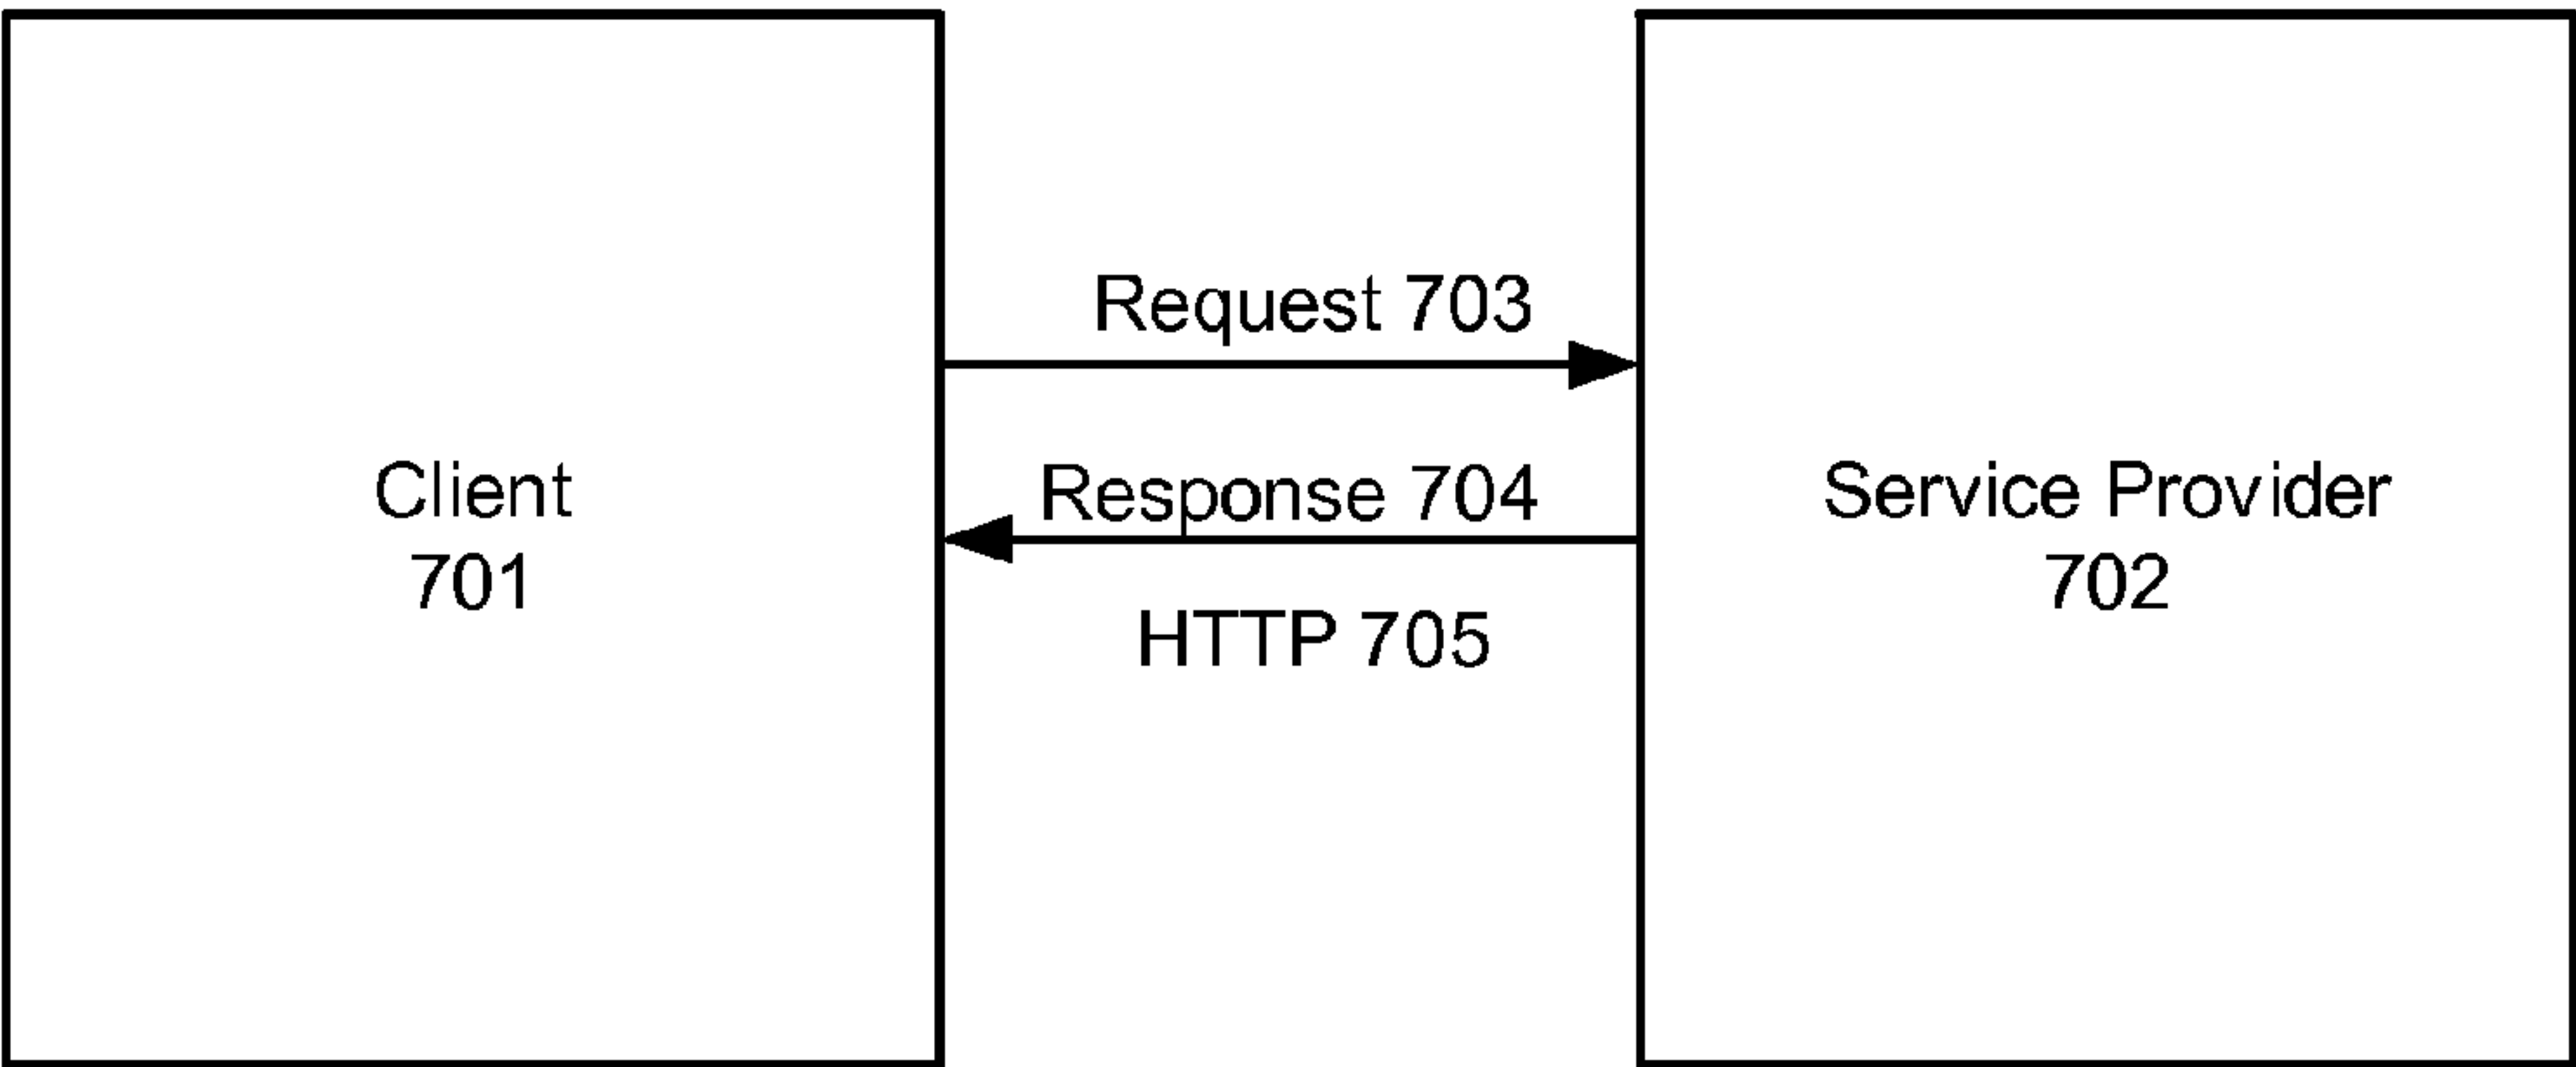 Client
701
Request 703
Response 704
HTTP 705
Service Provider
702